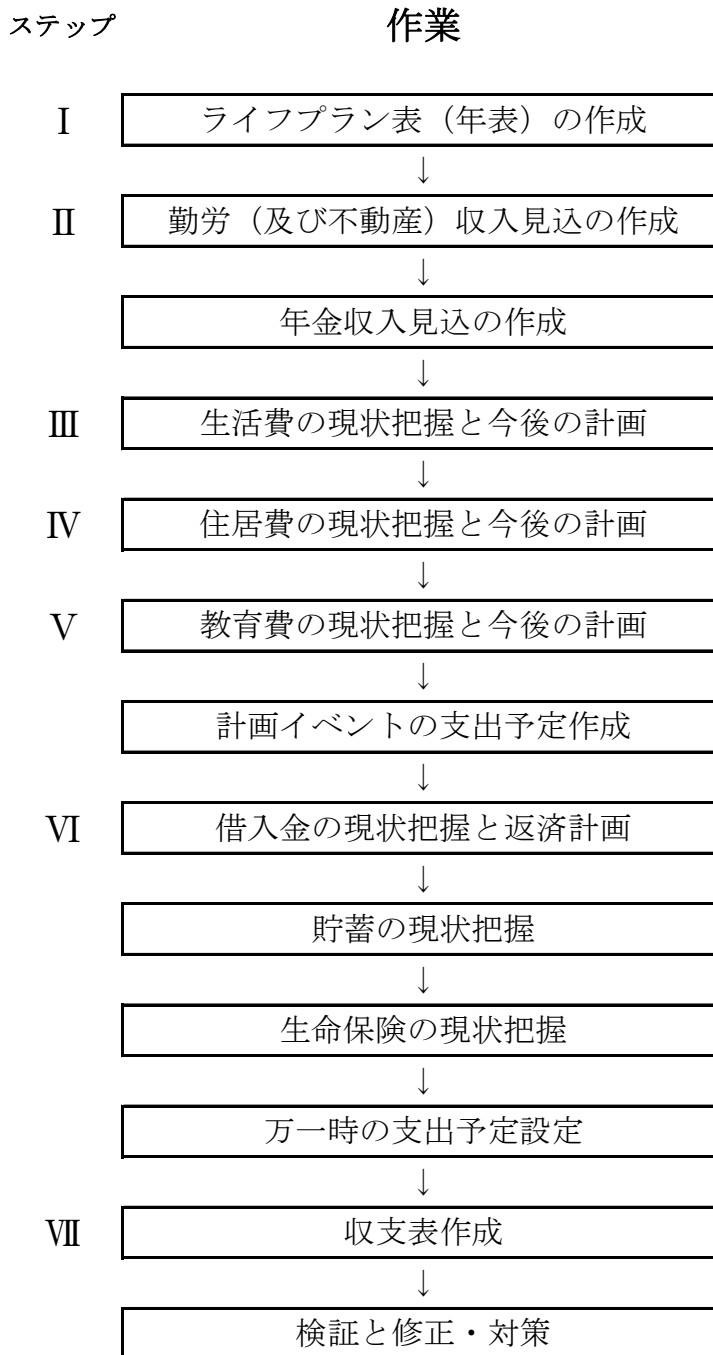 ステップ 作業
Ⅰ ライフプラン表（年表）の作成
↓
Ⅱ 勤労（及び不動産）収入見込の作成
↓
年金収入見込の作成
↓
Ⅲ 生活費の現状把握と今後の計画
↓
Ⅳ 住居費の現状把握と今後の計画
↓
Ⅴ 教育費の現状把握と今後の計画
↓
計画イベントの支出予定作成
↓
Ⅵ 借入金の現状把握と返済計画
↓
貯蓄の現状把握
↓
生命保険の現状把握
↓
万一時の支出予定設定
↓
Ⅶ 収支表作成
↓
検証と修正・対策